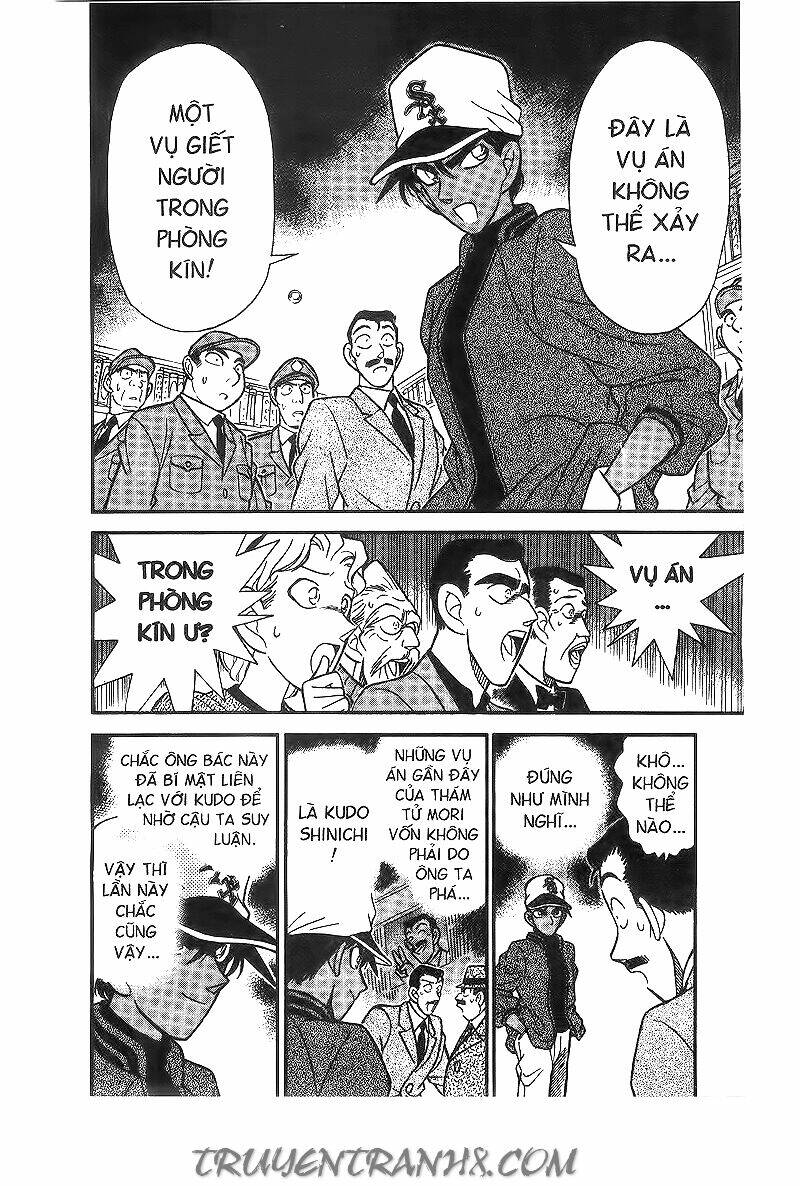 ĐÂY LÀ
VỤ ÁN
KHÔNG
THỂ XẢY
RA...
MỘT
VỤ GIẾT
NGƯỜI
TRONG
PHÒNG
KÍN!
Sox
VỤ ÁN
...
TRONG
PHÒNG
KÍN Ư?
KHÔ...
KHÔNG
THỂ
NÀO...
ĐÚNG
NHƯ MÌNH
NGHĨ...
NHỮNG VỤ
ÁN GẦN ĐÂY
CỦA THÁM
TỬ MORI
VỐN KHÔNG
PHẢI DO
ÔNG TA
PHÁ...
LÀ KUDO
SHINICHI
!
CHẮC ÔNG BÁC NÀY
ĐÃ BÍ MẬT LIÊN
LẠC VỚI KUDO ĐỂ
NHỜ CẬU TA SUY
LUẬN.
VẬY THÌ
LẦN NÀY
CHẮC
CŨNG
VẬY...
TRUYENTRANH8.COM